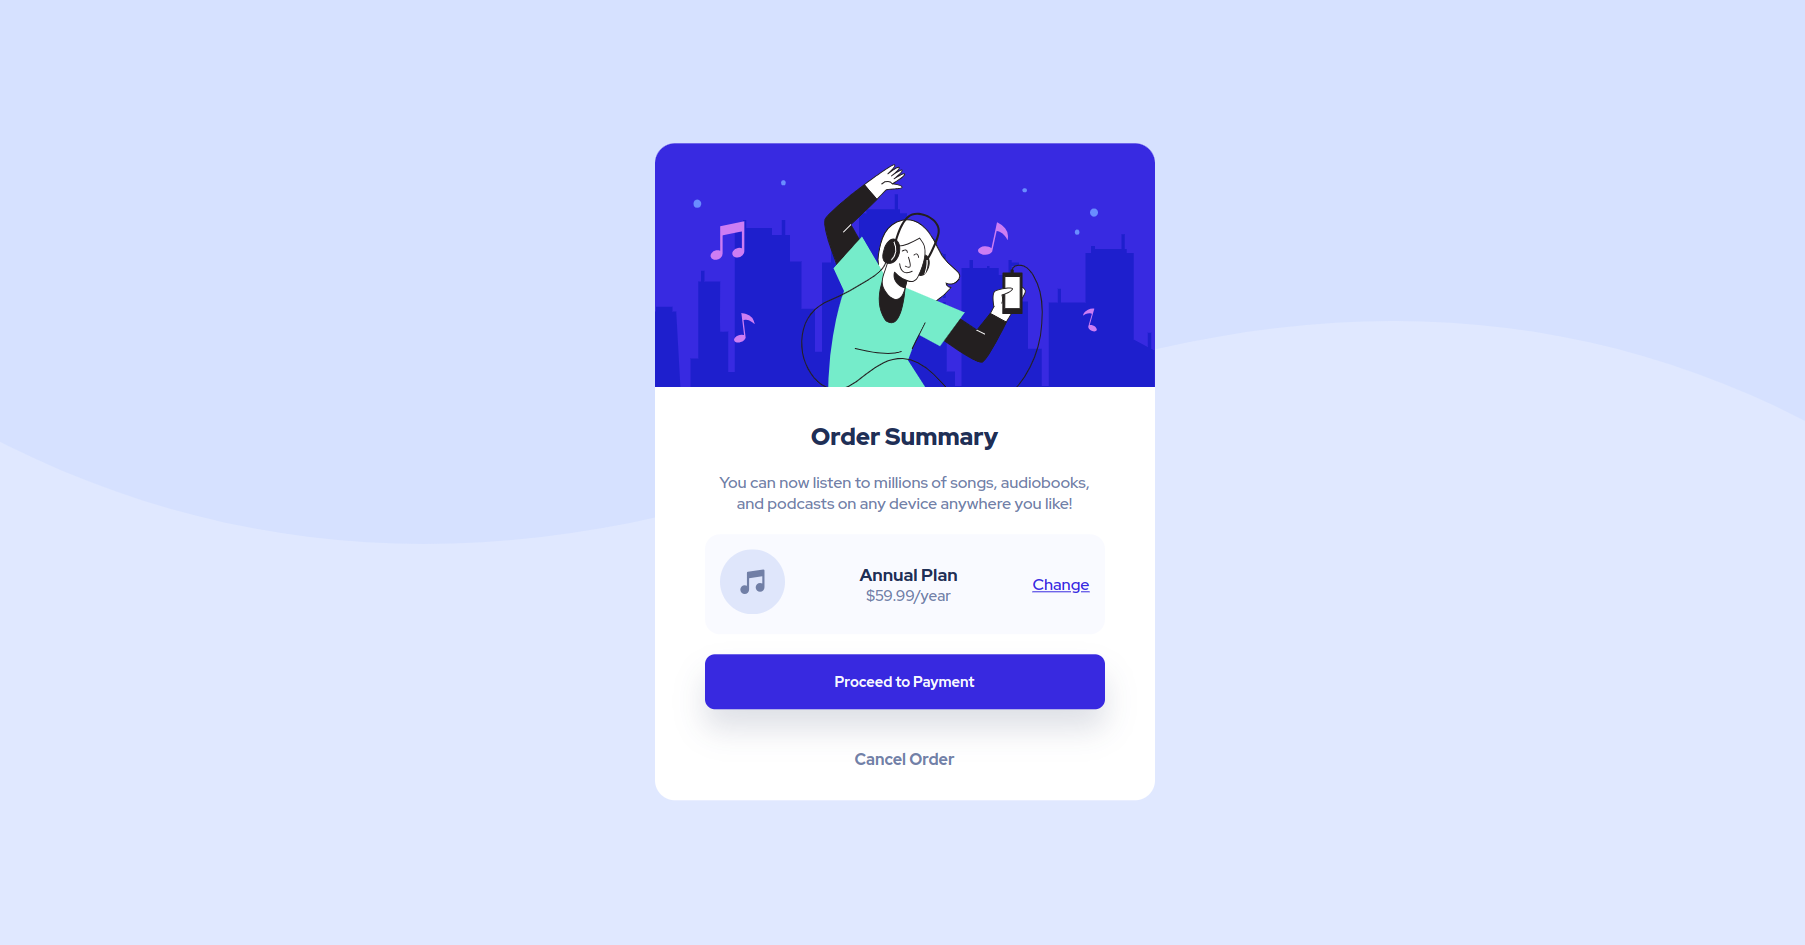 Order Summary
You can now listen to millions of songs, audiobooks,
and podcasts on any device anywhere you like!
Annual Plan
$59.99/year
Change
Proceed to Payment
Cancel Order